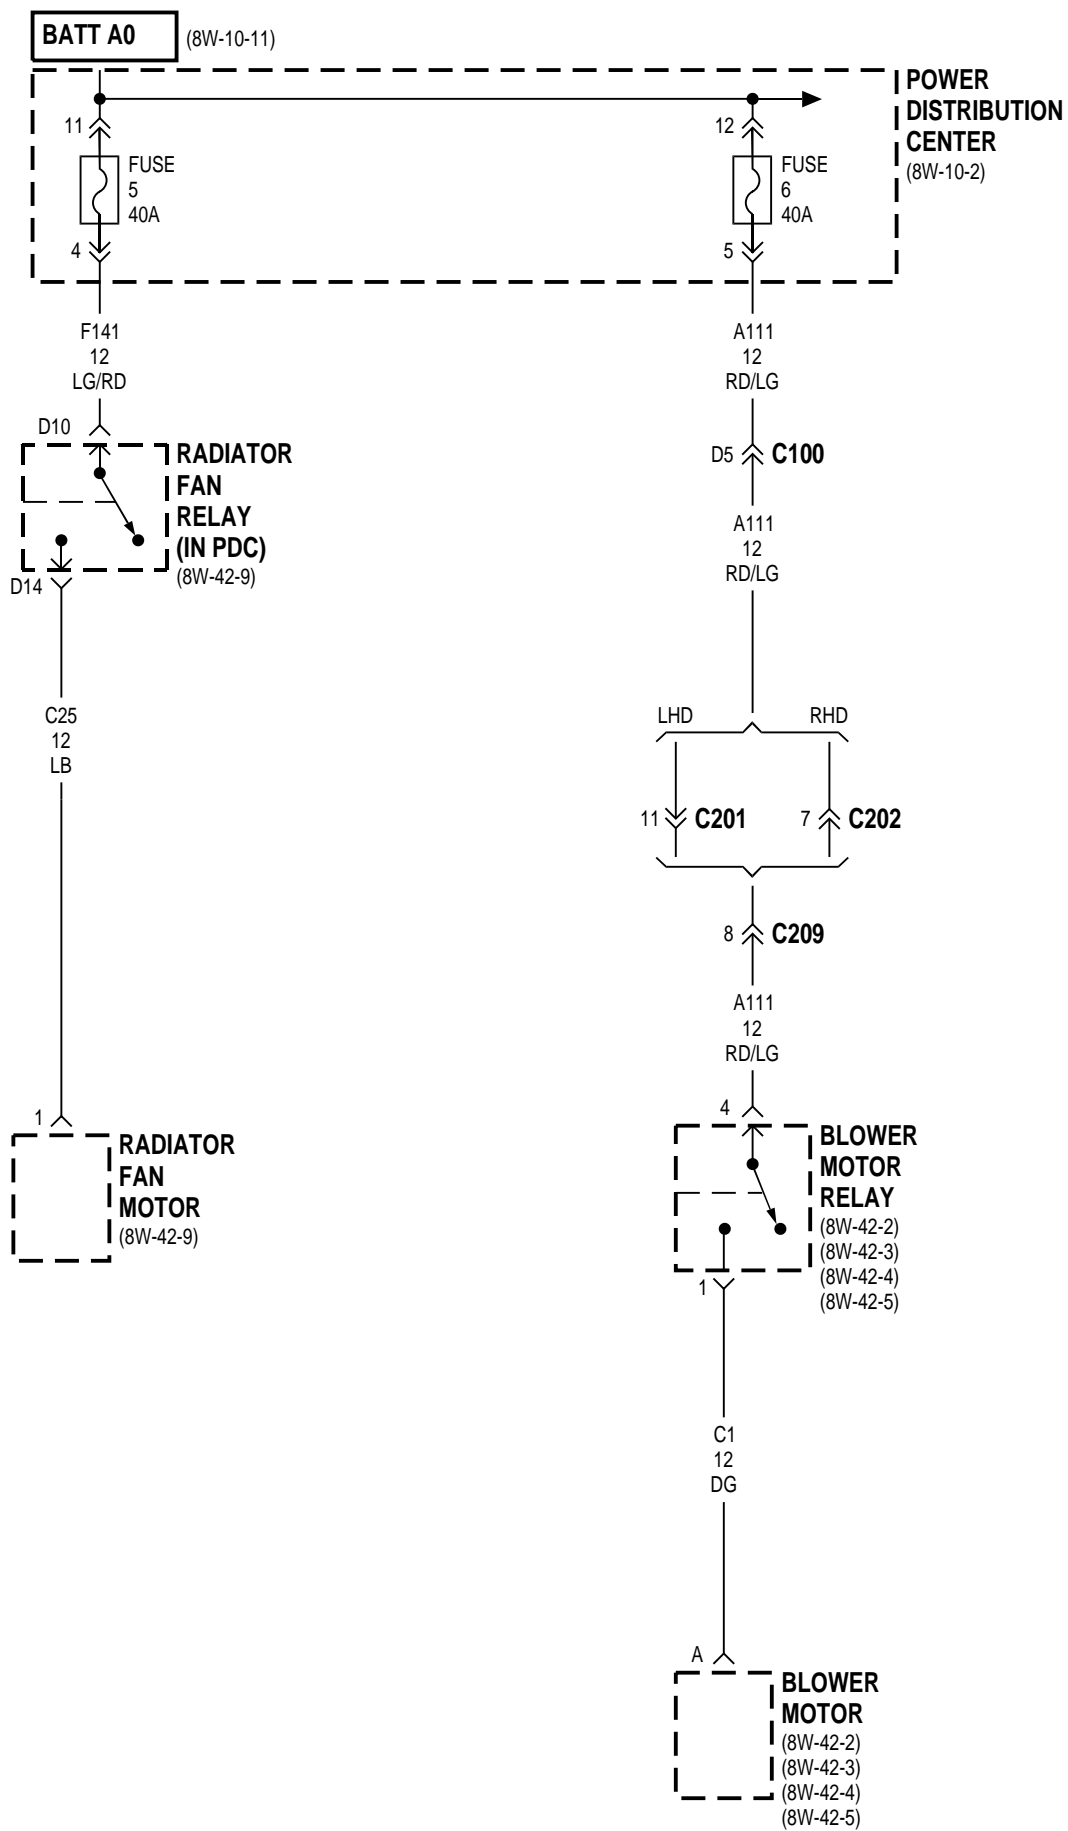 BATT A0
(8W-10-11)
POWER
DISTRIBUTION
CENTER
(8W-10-2)
11
FUSE
5
40A
4
12
FUSE
6
40A
5
F141
12
LG/RD
A111
12
RD/LG
D10
RADIATOR
FAN
RELAY
(IN PDC)
(8W-42-9)
D14
D5
C100
A111
12
RD/LG
C25
12
LB
LHD
RHD
11
C201
7
C202
8
C209
A111
12
RD/LG
1
RADIATOR
FAN
MOTOR
(8W-42-9)
4
BLOWER
MOTOR
RELAY
(8W-42-2)
(8W-42-3)
(8W-42-4)
(8W-42-5)
1
C1
12
DG
A
BLOWER
MOTOR
(8W-42-2)
(8W-42-3)
(8W-42-4)
(8W-42-5)